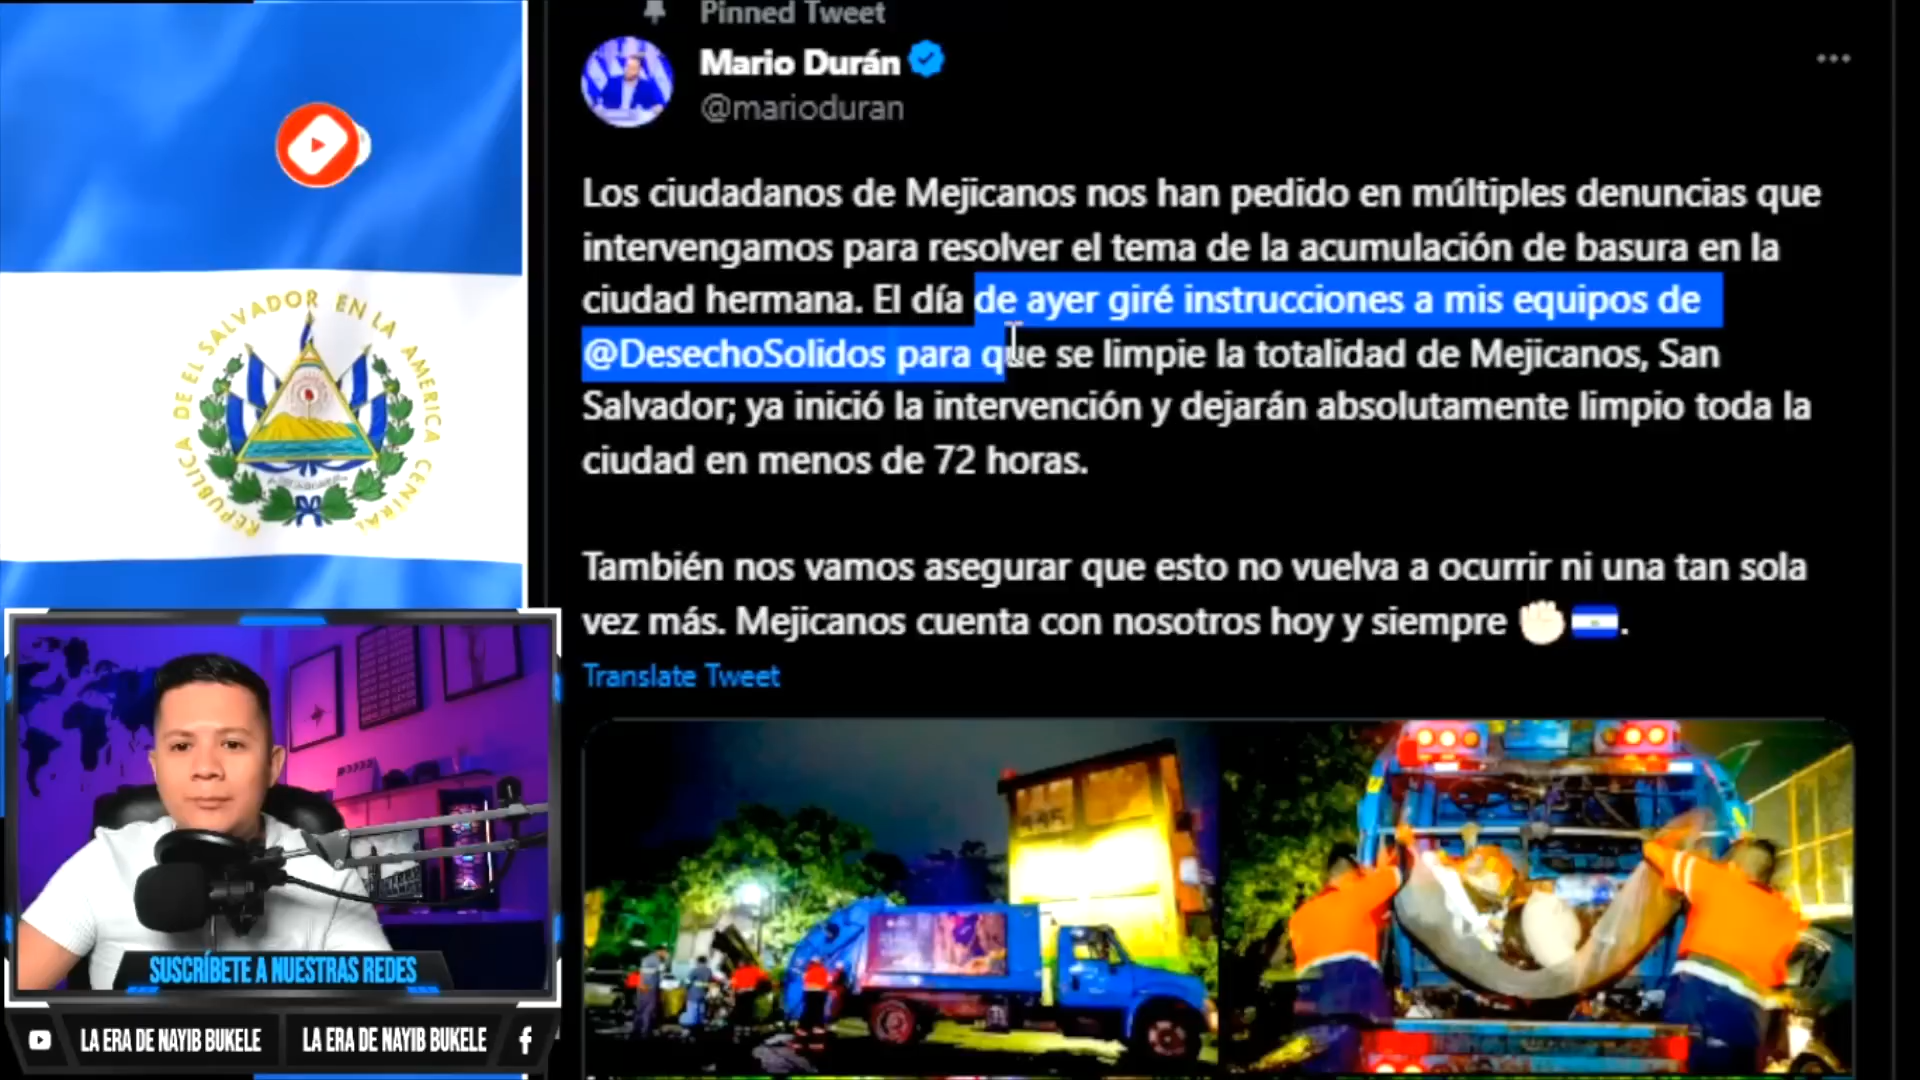 Pinned Tweet
Mario Durán
@marioduran
Los ciudadanos de Mejicanos nos han pedido en múltiples denuncias que
intervengamos para resolver el tema de la acumulación de basura en la
ciudad hermana. El día de ayer giré instrucciones a mis equipos de
@DesechoSolidos para que se limpie la totalidad de Mejicanos, San
Salvador; ya inició la intervención y dejarán absolutamente limpio toda la
ciudad en menos de 72 horas.
También nos vamos asegurar que esto no vuelva a ocurrir ni una tan sola
vez más. Mejicanos cuenta con nosotros hoy y siempre ✊🏻🇸🇻.
Translate Tweet
REPUBLICA DE EL SALVADOR EN LA AMERICA CENTRAL
SUSCRÍBETE A NUESTRAS REDES
LA ERA DE NAYIB BUKELE
LA ERA DE NAYIB BUKELE